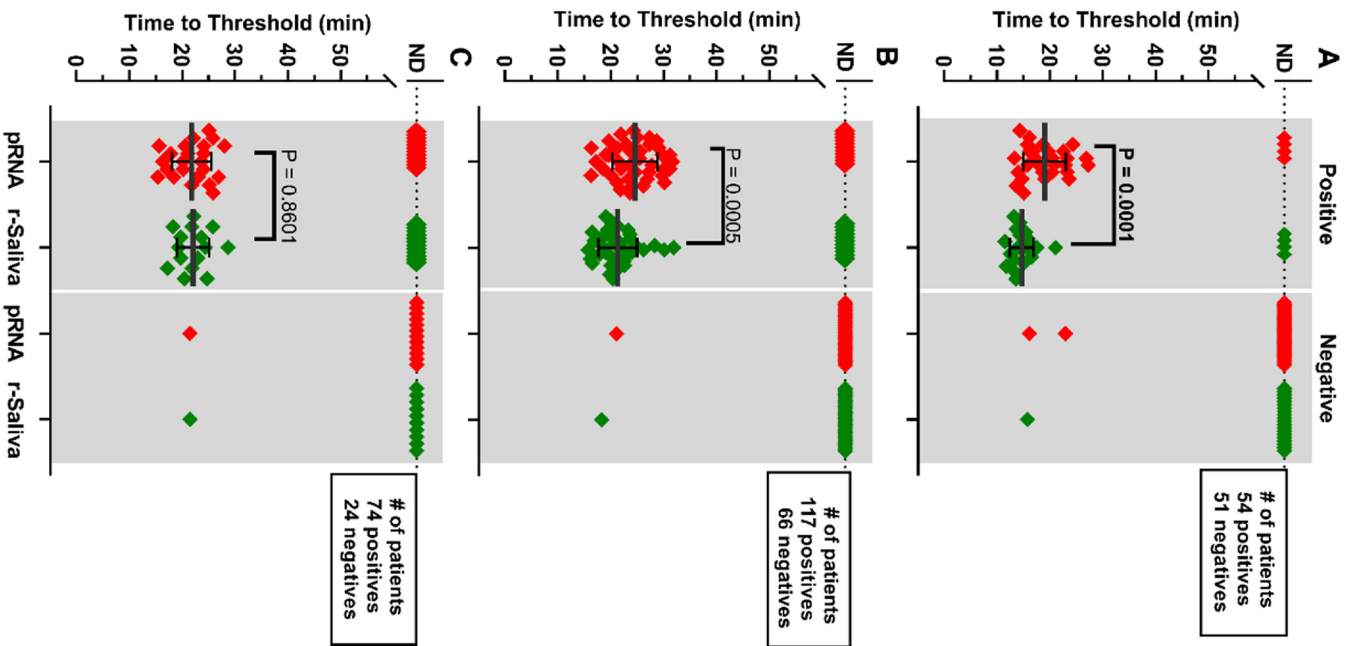 A
Time to Threshold (min)
ND
50
40
30
20
10
0
Positive
Negative
P = 0.0001
# of patients
54 positives
51 negatives
B
Time to Threshold (min)
ND
50
40
30
20
10
0
P = 0.0005
# of patients
117 positives
66 negatives
C
Time to Threshold (min)
ND
50
40
30
20
10
0
P = 0.8601
# of patients
74 positives
24 negatives
pRNA
r-Saliva
pRNA
r-Saliva